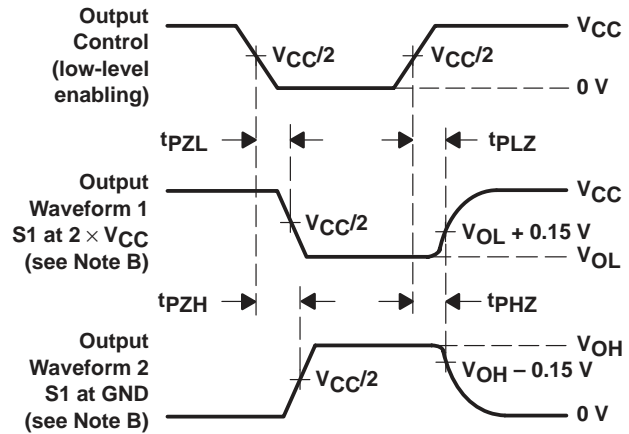 Output
Control
(low-level
enabling)
VCC/2
VCC/2
VCC
0 V
tPZL
tPLZ
Output
Waveform 1
S1 at 2 × VCC
(see Note B)
VCC/2
VCC
VOL + 0.15 V
VOL
tPZH
tPHZ
Output
Waveform 2
S1 at GND
(see Note B)
VCC/2
VOH
VOH − 0.15 V
0 V